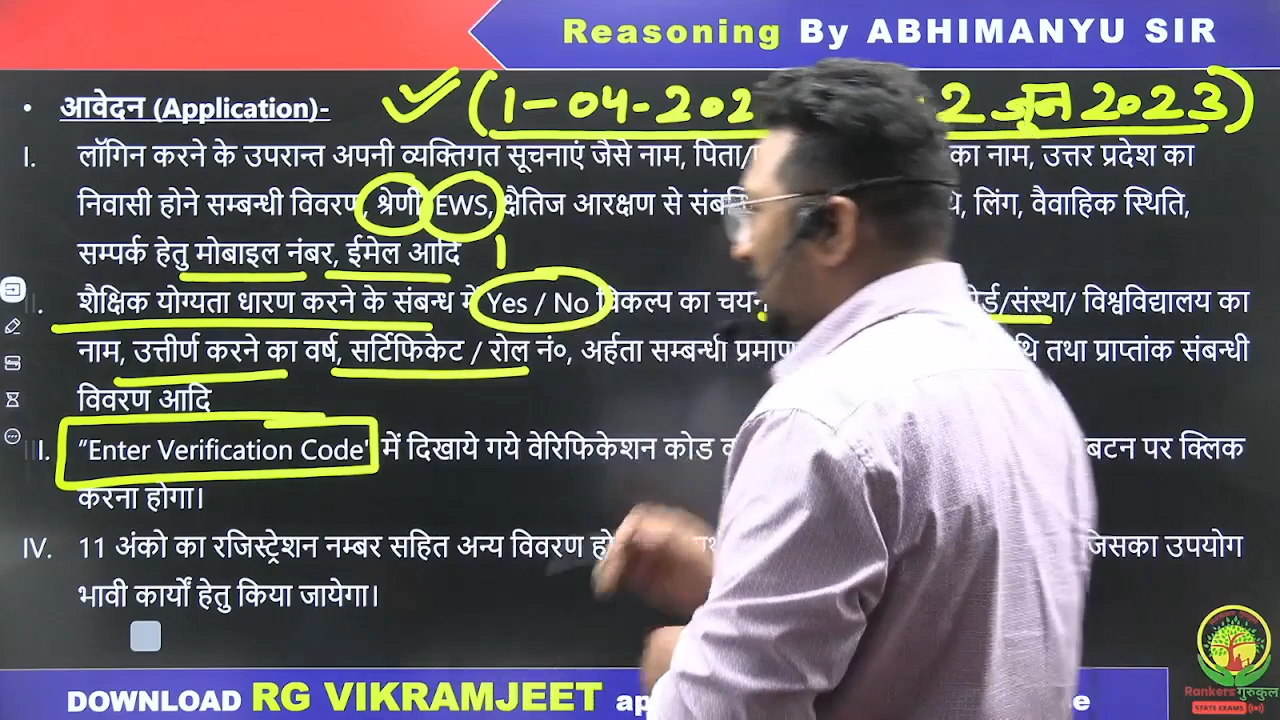 Reasoning By ABHIMANYU SIR
• आवेदन (Application)- (1-04-202 2 जून 2023)
I. लॉगिन करने के उपरान्त अपनी व्यक्तिगत सूचनाएं जैसे नाम, पिता/ का नाम, उत्तर प्रदेश का
निवासी होने सम्बन्धी विवरण, श्रेणी EWS, क्षैतिज आरक्षण से लिंग, वैवाहिक स्थिति,
सम्पर्क हेतु मोबाइल नंबर, ईमेल आदि
शैक्षिक योग्यता धारण करने के संबन्ध में Yes / No विकल्प का चयन /संस्था/ विश्वविद्यालय का
नाम, उत्तीर्ण करने का वर्ष, सर्टिफिकेट / रोल नं०, अर्हता सम्बन्धी तथा प्राप्तांक संबन्धी
विवरण आदि
I. "Enter Verification Code" में दिखाये गये वेरिफिकेशन कोड बटन पर क्लिक
करना होगा।
IV. 11 अंको का रजिस्ट्रेशन नम्बर सहित अन्य विवरण जिसका उपयोग
भावी कार्यों हेतु किया जायेगा।
Rankers गुरुकुल
STATE EXAMS
DOWNLOAD RG VIKRAMJEET